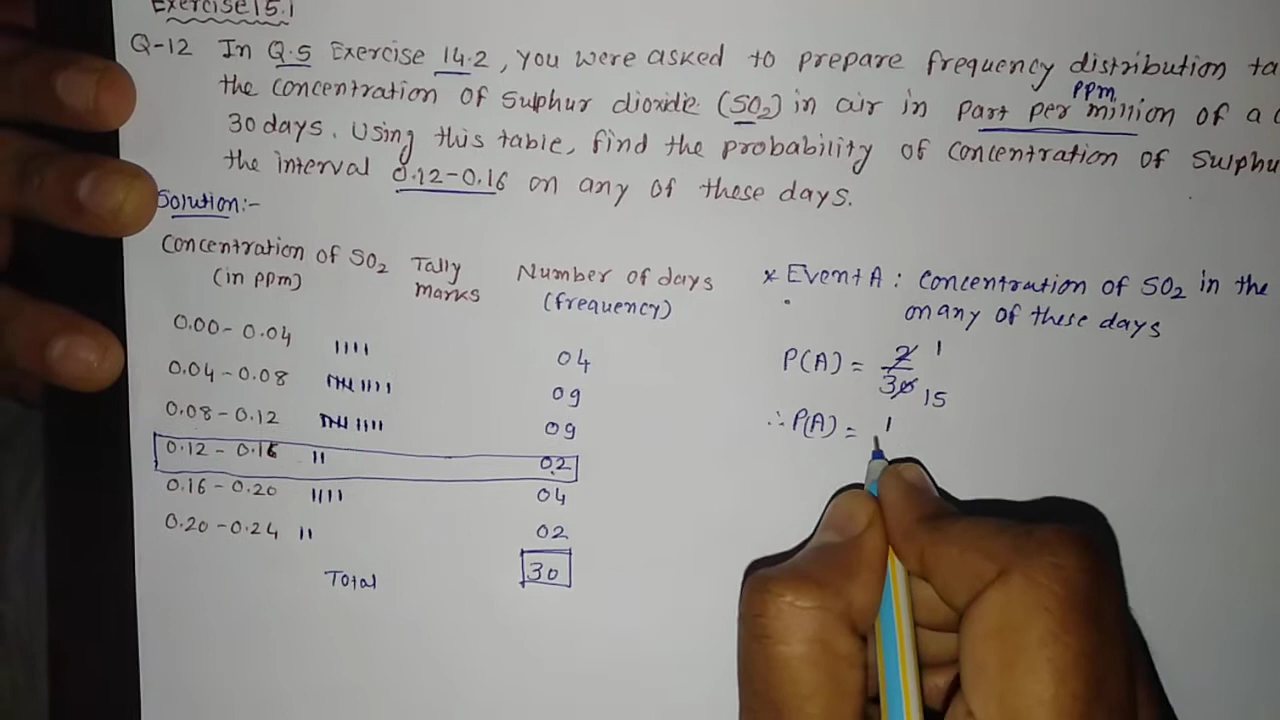 Exercise 15.1
Q-12 In Q.5 Exercise 14.2, you were asked to prepare frequency distribution
ppm
the concentration of sulphur dioxide (SO2) in air in part per million of a
30 days. Using this table, find the probability of concentration of
the interval 0.12-0.16 on any of these days.
Solution:-
Concentration of SO2 (in ppm) Tally marks Number of days (frequency)
0.00-0.04 |||| 04
0.04-0.08 𝍸 |||| 09
0.08-0.12 𝍸 |||| 09
0.12-0.16 || 02
0.16-0.20 |||| 04
0.20-0.24 || 02
Total 30
* Event A: concentration of SO2 in the
on any of these days
P(A) = 2/30 1 15
∴ P(A) = 1